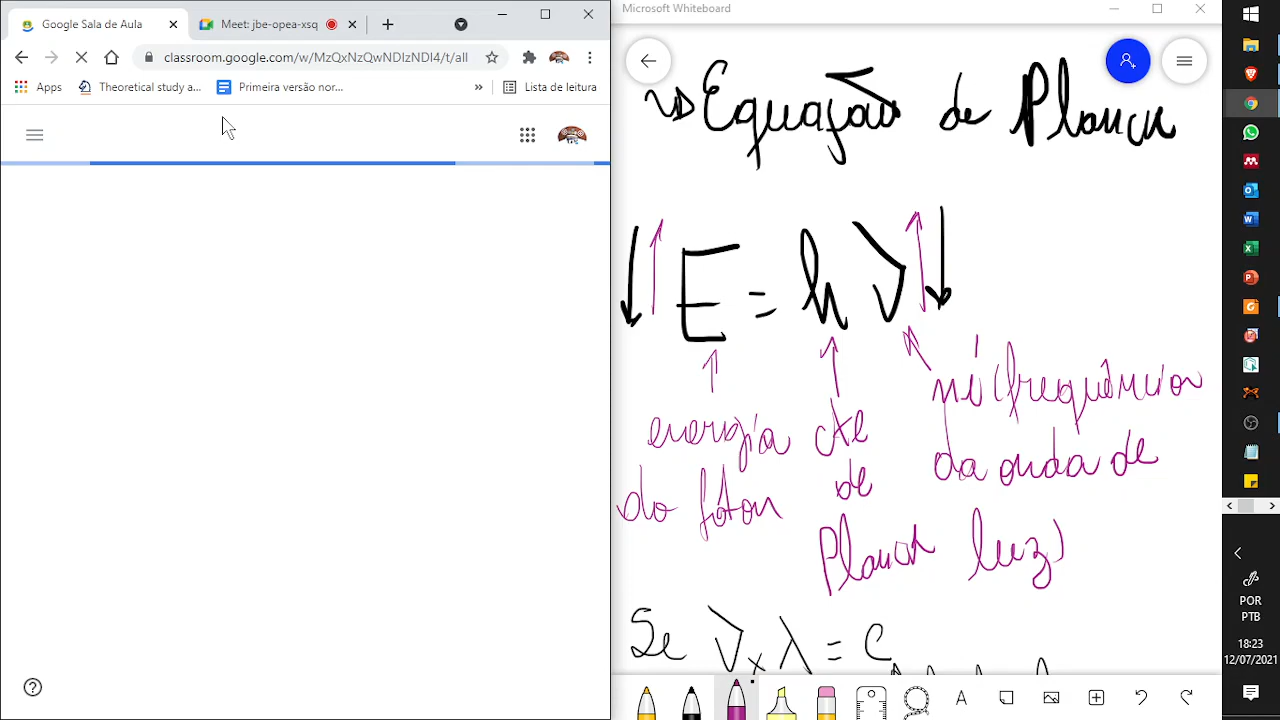 Google Sala de Aula
Meet: jbe-opea-xsq
classroom.google.com/w/MzQxNzQwNDIzNDI4/t/all
Apps
Theoretical study a...
Primeira versão nor...
»
Lista de leitura
Microsoft Whiteboard
Equação de Planck
E = h ν
energia
do fóton
cte
de
Planck
ni (frequência
da onda de
luz)
Se ν x λ = c
POR
PTB
18:23
12/07/2021